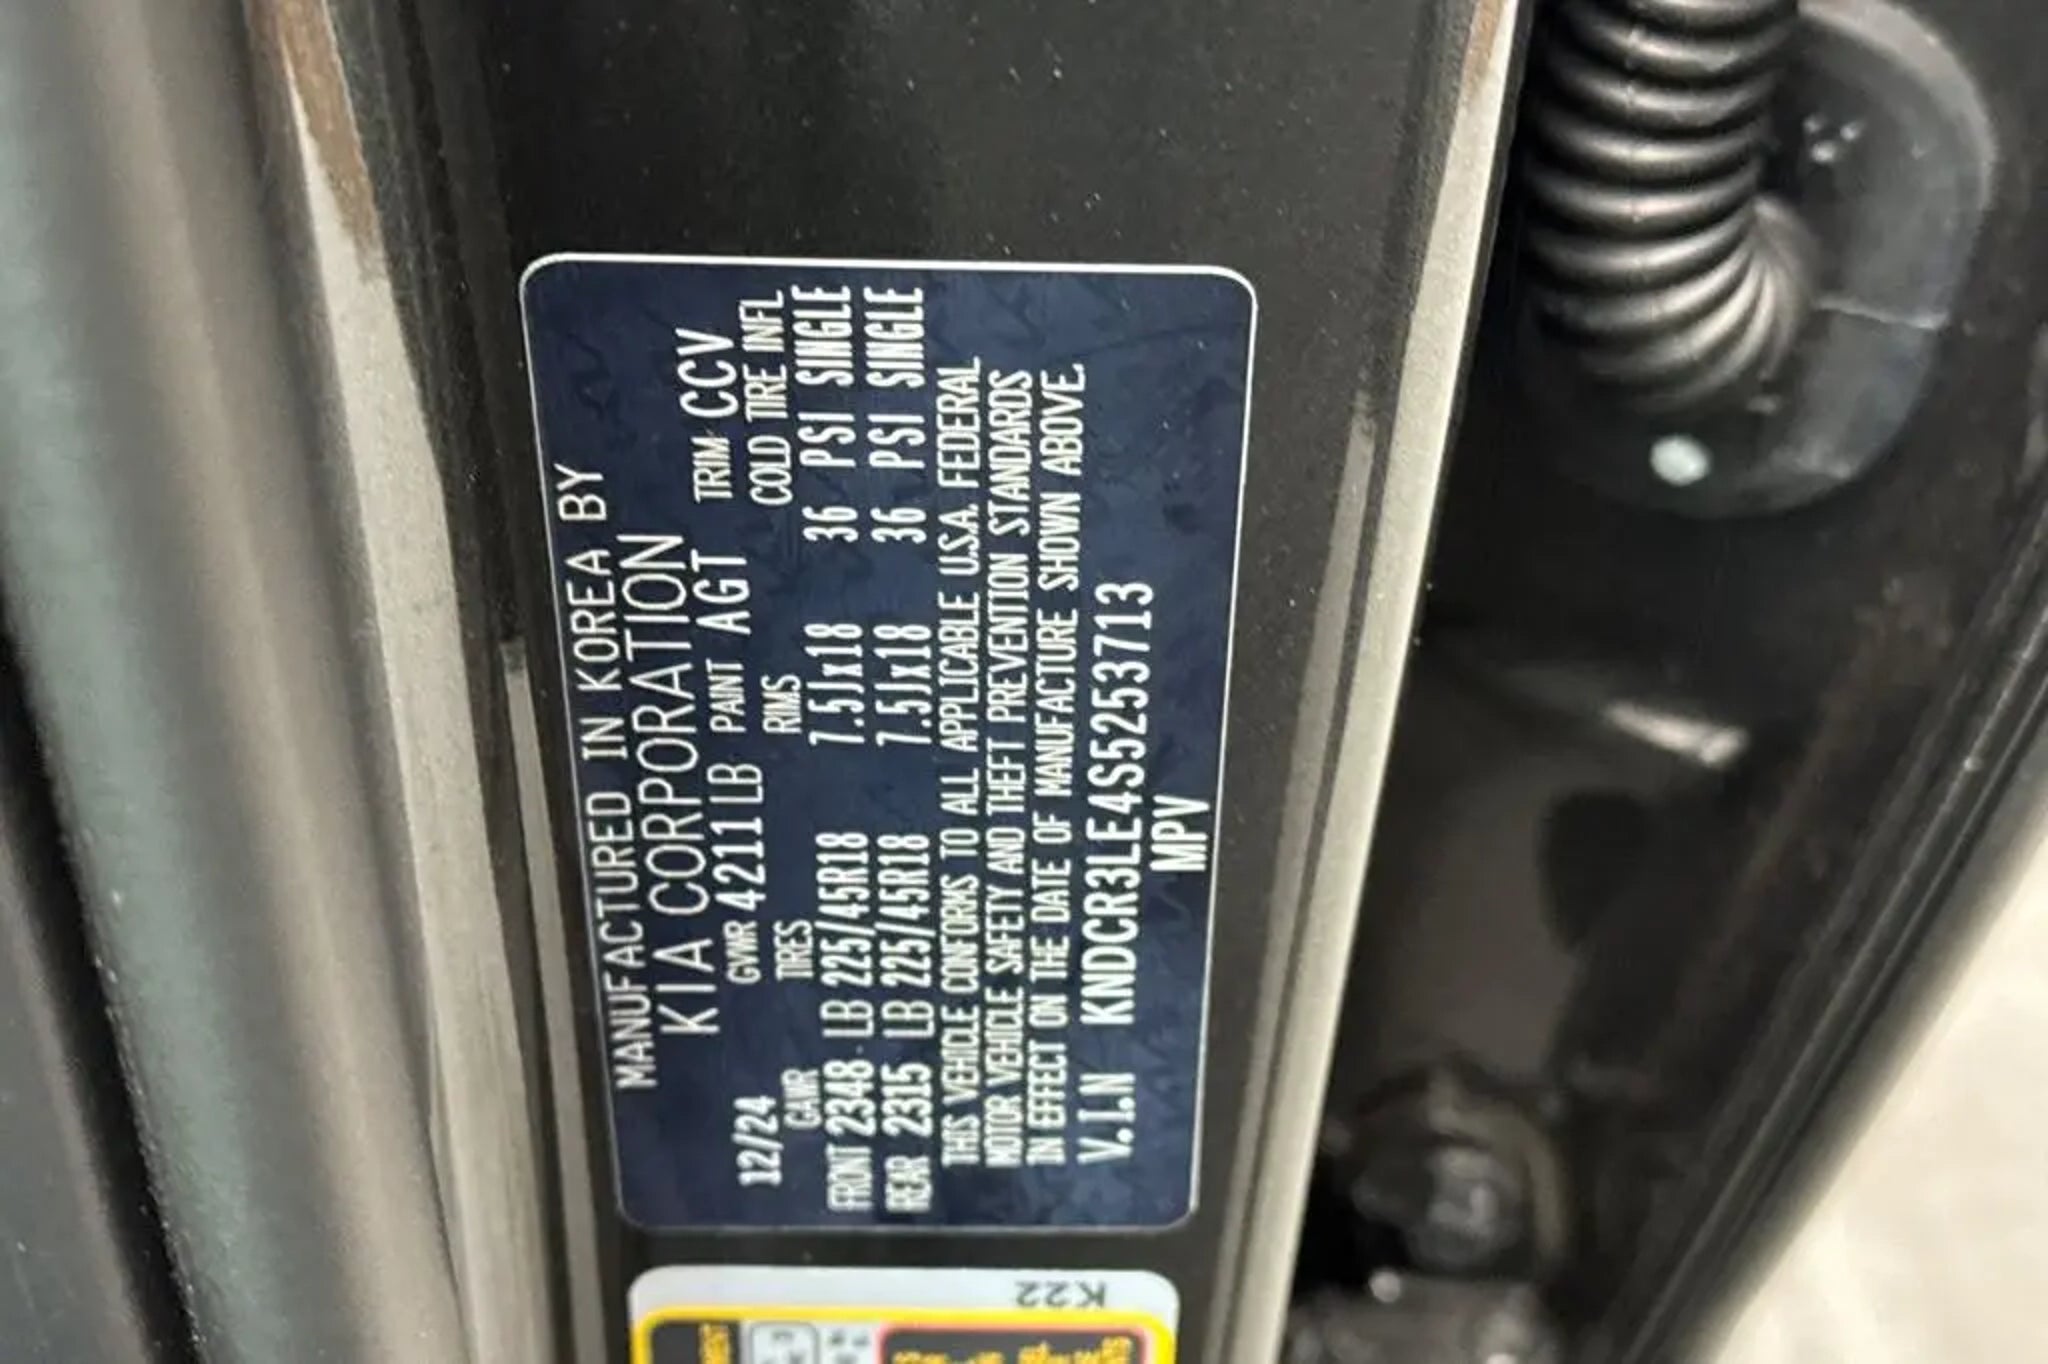 MANUFACTURED IN KOREA BY
KIA CORPORATION
12/24 GVWR 4211 LB PAINT AGT TRIM CCV
GAWR TIRES RIMS COLD TIRE INFL
FRONT 2348 LB 225/45R18 7.5Jx18 36 PSI SINGLE
REAR 2315 LB 225/45R18 7.5Jx18 36 PSI SINGLE
THIS VEHICLE CONFORMS TO ALL APPLICABLE U.S.A. FEDERAL
MOTOR VEHICLE SAFETY AND THEFT PREVENTION STANDARDS
IN EFFECT ON THE DATE OF MANUFACTURE SHOWN ABOVE.
V.I.N KNDCR3LE4S5253713
MPV
K22